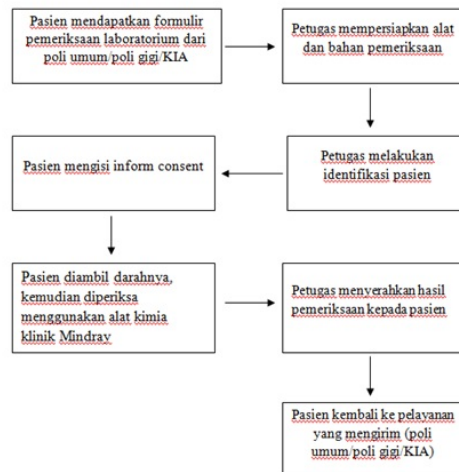 Pasien mendapatkan formulir
pemeriksaan laboratorium dari
poli umum/poli gigi/KIA
Petugas mempersiapkan alat
dan bahan pemeriksaan
Petugas melakukan
identifikasi pasien
Pasien mengisi inform consent
Pasien diambil darahnya,
kemudian diperiksa
menggunakan alat kimia
klinik Mindray
Petugas menyerahkan hasil
pemeriksaan kepada pasien
Pasien kembali ke pelayanan
yang mengirim (poli
umum/poli gigi/KIA)